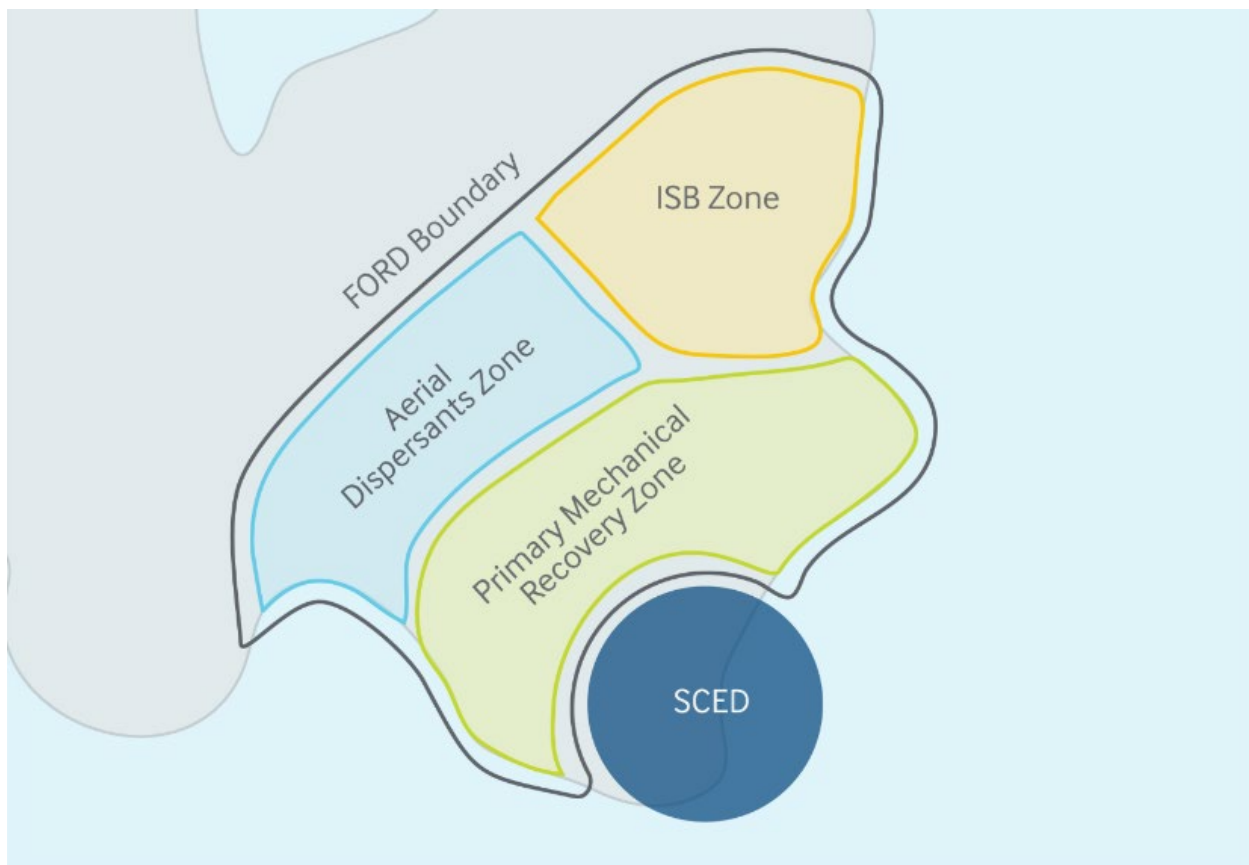 ISB Zone
FORD Boundary
Aerial
Dispersants Zone
Primary Mechanical
Recovery Zone
SCED